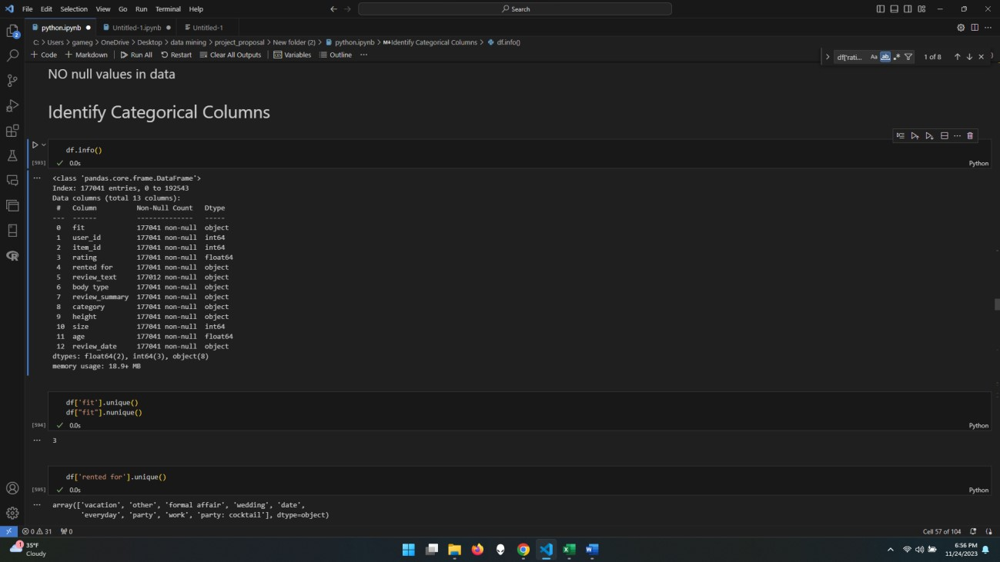 File Edit Selection View Go Run Terminal Help
Search
python.ipynb Untitled-1.ipynb Untitled-1
C: > Users > gameg > OneDrive > Desktop > data mining > project_proposal > New folder (2) > python.ipynb > M↓Identify Categorical Columns > df.info()
+ Code + Markdown Run All Restart Clear All Outputs Variables Outline ...
df['rati... Aa ab .* 1 of 8
NO null values in data
Identify Categorical Columns
df.info()
[593] 0.0s Python
<class 'pandas.core.frame.DataFrame'>
Index: 177041 entries, 0 to 192543
Data columns (total 13 columns):
# Column Non-Null Count Dtype
--- ------ -------------- -----
0 fit 177041 non-null object
1 user_id 177041 non-null int64
2 item_id 177041 non-null int64
3 rating 177041 non-null float64
4 rented for 177041 non-null object
5 review_text 177012 non-null object
6 body type 177041 non-null object
7 review_summary 177041 non-null object
8 category 177041 non-null object
9 height 177041 non-null object
10 size 177041 non-null int64
11 age 177041 non-null float64
12 review_date 177041 non-null object
dtypes: float64(2), int64(3), object(8)
memory usage: 18.9+ MB
df['fit'].unique()
df["fit"].nunique()
[594] 0.0s Python
3
df['rented for'].unique()
[595] 0.0s Python
array(['vacation', 'other', 'formal affair', 'wedding', 'date',
'everyday', 'party', 'work', 'party: cocktail'], dtype=object)
0 31 0 Cell 57 of 104
35°F
Cloudy
6:56 PM
11/24/2023